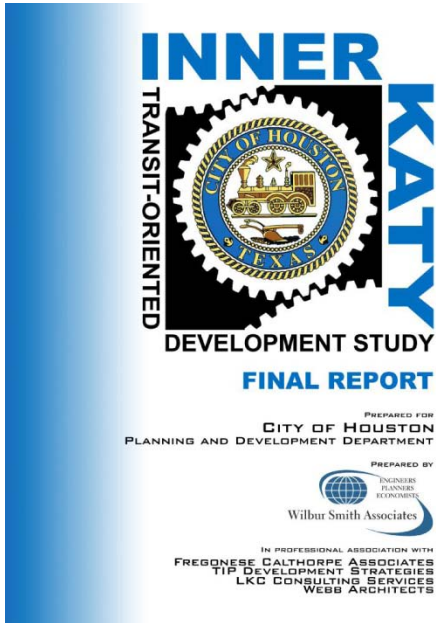 INNER
KATY
TRANSIT-ORIENTED
CITY OF HOUSTON
TEXAS
DEVELOPMENT STUDY
FINAL REPORT
PREPARED FOR
CITY OF HOUSTON
PLANNING AND DEVELOPMENT DEPARTMENT
PREPARED BY
ENGINEERS
PLANNERS
ECONOMISTS
Wilbur Smith Associates
IN PROFESSIONAL ASSOCIATION WITH
FREGONESE CALTHORPE ASSOCIATES
TIP DEVELOPMENT STRATEGIES
LKC CONSULTING SERVICES
WEBB ARCHITECTS